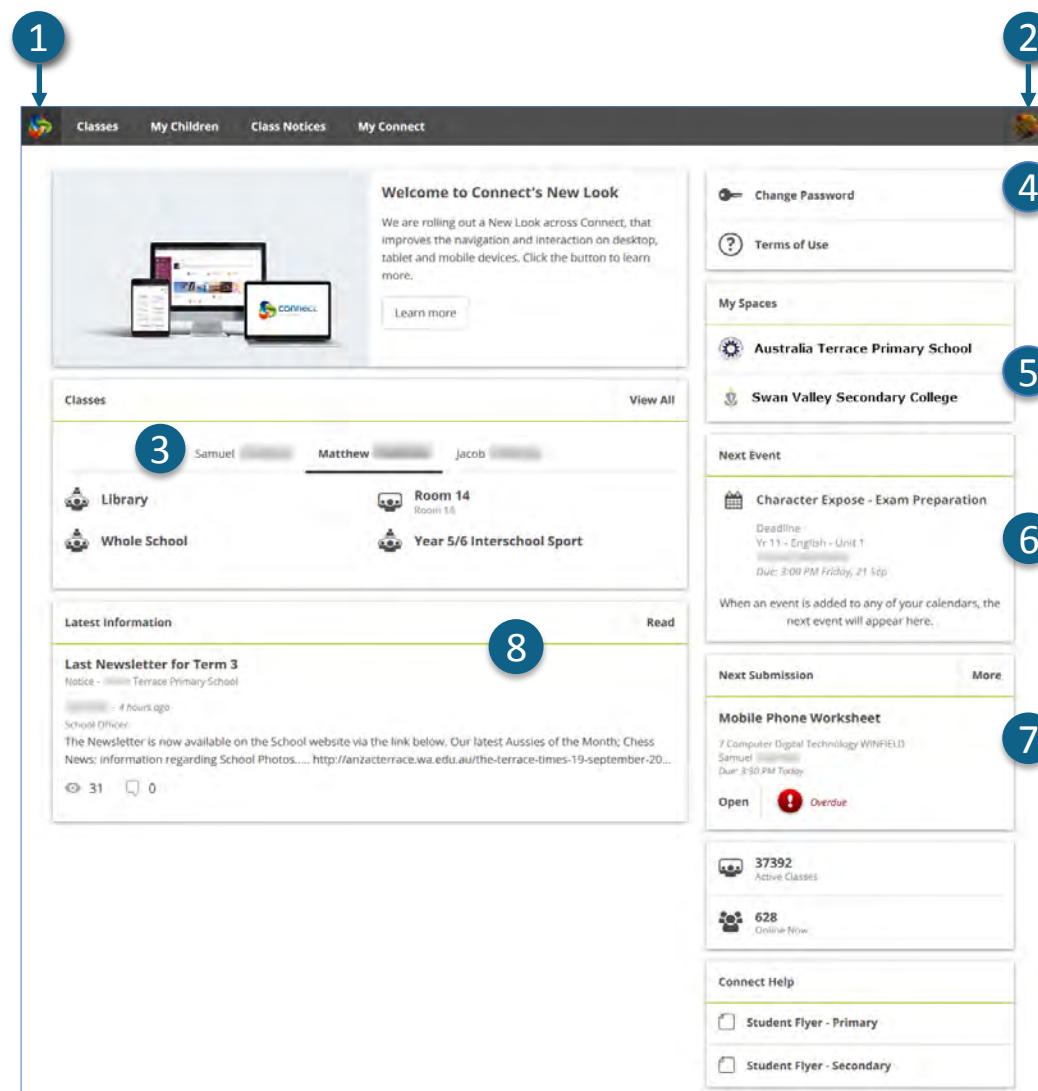 1
2
Classes My Children Class Notices My Connect
Welcome to Connect's New Look
We are rolling out a New Look across Connect, that
improves the navigation and interaction on desktop,
tablet and mobile devices. Click the button to learn
more.
Learn more
connect
4
Change Password
Terms of Use
My Spaces
5
Australia Terrace Primary School
Swan Valley Secondary College
Classes View All
3
Samuel Matthew Jacob
Library
Room 14
Room 14
Whole School
Year 5/6 Interschool Sport
Next Event
6
Character Expose - Exam Preparation
Deadline
Yr 11 - English - Unit 1
Due: 3:00 PM Friday, 21 Sep
When an event is added to any of your calendars, the
next event will appear here.
Latest Information Read
8
Last Newsletter for Term 3
Notice - Terrace Primary School
- 4 hours ago
School Officer
The Newsletter is now available on the School website via the link below. Our latest Aussies of the Month; Chess
News; information regarding School Photos..... http://anzacterrace.wa.edu.au/the-terrace-times-19-september-20...
31 0
Next Submission More
7
Mobile Phone Worksheet
7 Computer Digital Technology WINFIELD
Samuel
Due: 3:30 PM Today
Open Overdue
37392
Active Classes
628
Online Now
Connect Help
Student Flyer - Primary
Student Flyer - Secondary